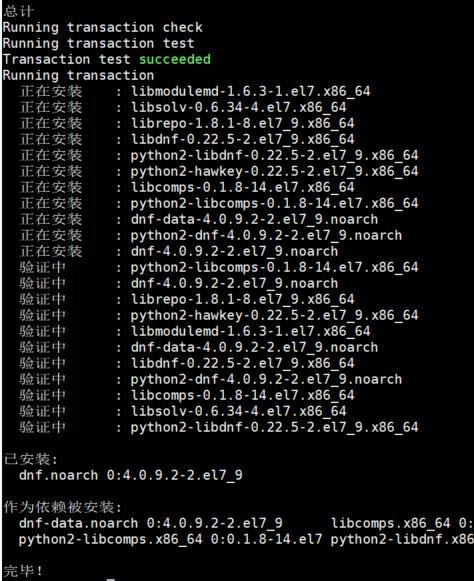 总计
Running transaction check
Running transaction test
Transaction test succeeded
Running transaction
正在安装    : libmodulemd-1.6.3-1.el7.x86_64
正在安装    : libsolv-0.6.34-4.el7.x86_64
正在安装    : librepo-1.8.1-8.el7_9.x86_64
正在安装    : libdnf-0.22.5-2.el7_9.x86_64
正在安装    : python2-libdnf-0.22.5-2.el7_9.x86_64
正在安装    : python2-hawkey-0.22.5-2.el7_9.x86_64
正在安装    : libcomps-0.1.8-14.el7.x86_64
正在安装    : python2-libcomps-0.1.8-14.el7.x86_64
正在安装    : dnf-data-4.0.9.2-2.el7_9.noarch
正在安装    : python2-dnf-4.0.9.2-2.el7_9.noarch
正在安装    : dnf-4.0.9.2-2.el7_9.noarch
验证中      : python2-libcomps-0.1.8-14.el7.x86_64
验证中      : dnf-4.0.9.2-2.el7_9.noarch
验证中      : librepo-1.8.1-8.el7_9.x86_64
验证中      : python2-hawkey-0.22.5-2.el7_9.x86_64
验证中      : libmodulemd-1.6.3-1.el7.x86_64
验证中      : dnf-data-4.0.9.2-2.el7_9.noarch
验证中      : libdnf-0.22.5-2.el7_9.x86_64
验证中      : python2-dnf-4.0.9.2-2.el7_9.noarch
验证中      : libcomps-0.1.8-14.el7.x86_64
验证中      : libsolv-0.6.34-4.el7.x86_64
验证中      : python2-libdnf-0.22.5-2.el7_9.x86_64
已安装:
dnf.noarch 0:4.0.9.2-2.el7_9
作为依赖被安装:
dnf-data.noarch 0:4.0.9.2-2.el7_9      libcomps.x86_64 0:
python2-libcomps.x86_64 0:0.1.8-14.el7 python2-libdnf.x86
完毕！